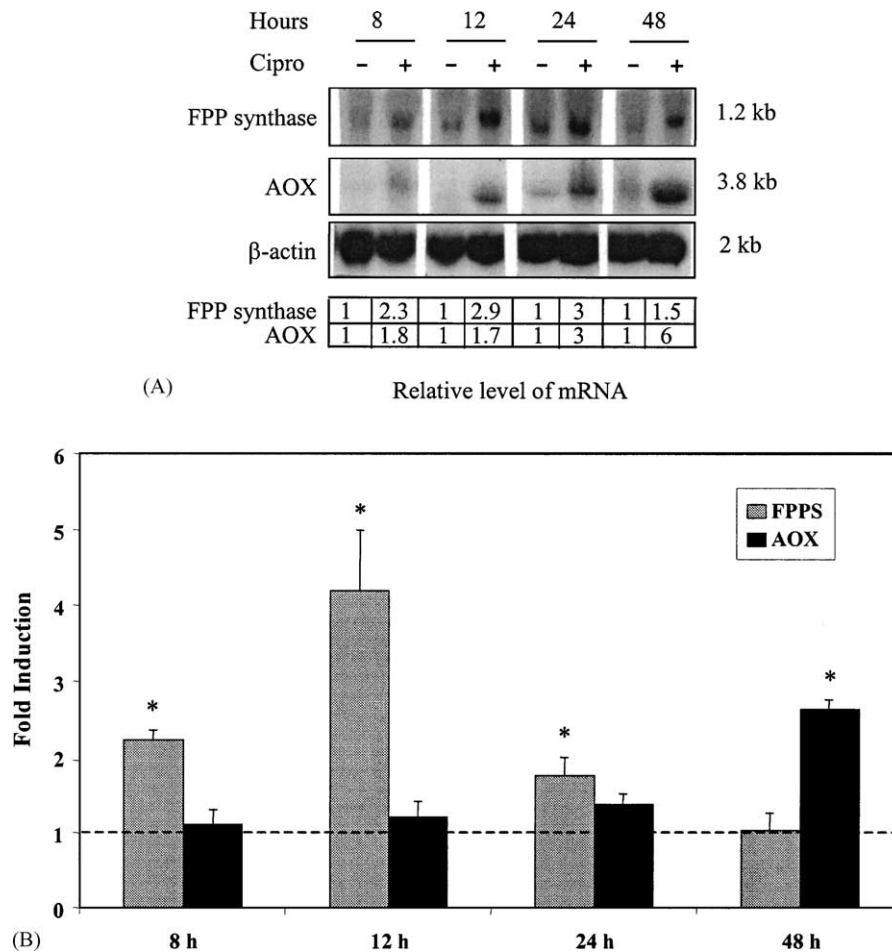 Hours 8 12 24 48
Cipro – + – + – + – +
FPP synthase 1.2 kb
AOX 3.8 kb
β-actin 2 kb
FPP synthase 1 2.3 1 2.9 1 3 1 1.5
AOX 1 1.8 1 1.7 1 3 1 6
(A) Relative level of mRNA
6
5
4
3
2
1
0
Fold Induction
* * * *
FPPS
AOX
8 h 12 h 24 h 48 h
(B)